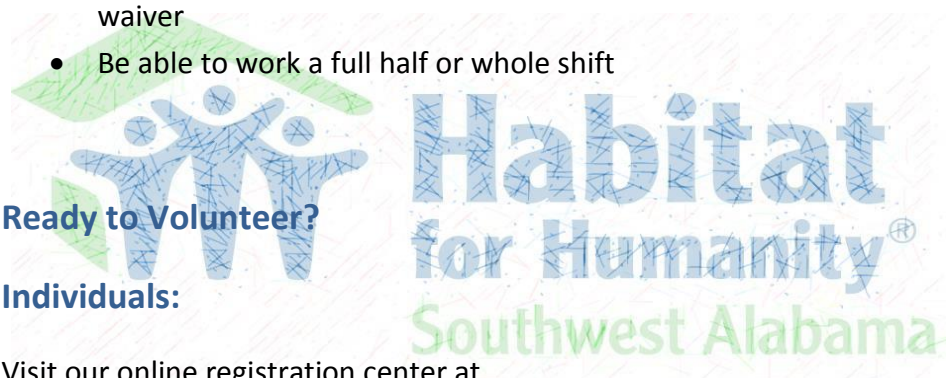 waiver
• Be able to work a full half or whole shift
Habitat
for Humanity®
Southwest Alabama
Ready to Volunteer?
Individuals:
Visit our online registration center at